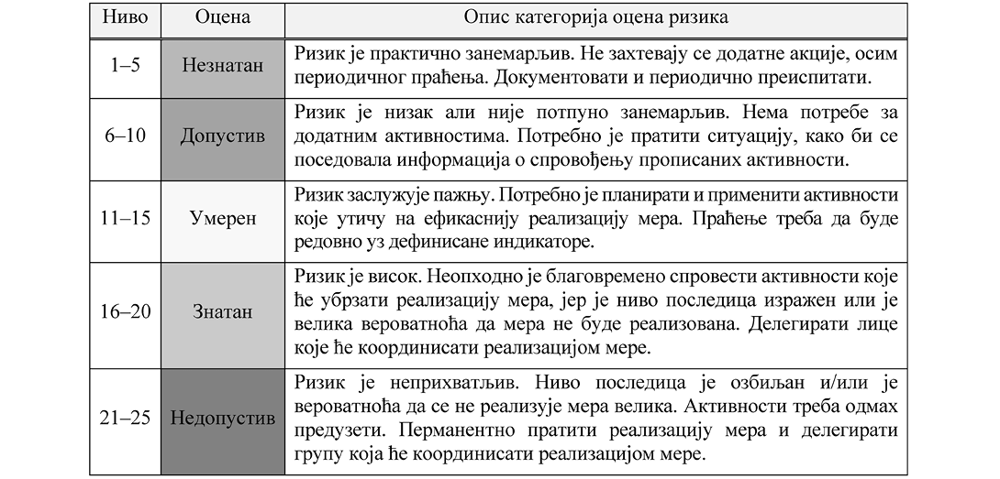 Ниво Оцена Опис категорија оцена ризика
1–5 Незнатан
Ризик је практично занемарљив. Не захтевају се додатне акције, осим
периодичног праћења. Документовати и периодично преиспитати.
6–10 Допустив
Ризик је низак али није потпуно занемарљив. Нема потребе за
додатним активностима. Потребно је пратити ситуацију, како би се
поседовала информација о спровођењу прописаних активности.
11–15 Умерен
Ризик заслужује пажњу. Потребно је планирати и применити активности
које утичу на ефикаснију реализацију мера. Праћење треба да буде
редовно уз дефинисане индикаторе.
16–20 Знатан
Ризик је висок. Неопходно је благовремено спровести активности које
ће убрзати реализацију мера, јер је ниво последица изражен или је
велика вероватноћа да мера не буде реализована. Делегирати лице
које ће координисати реализацијом мере.
21–25 Недопустив
Ризик је неприхватљив. Ниво последица је озбиљан и/или је
вероватноћа да се не реализује мера велика. Активности треба одмах
предузети. Перманентно пратити реализацију мера и делегирати
групу која ће координисати реализацијом мере.